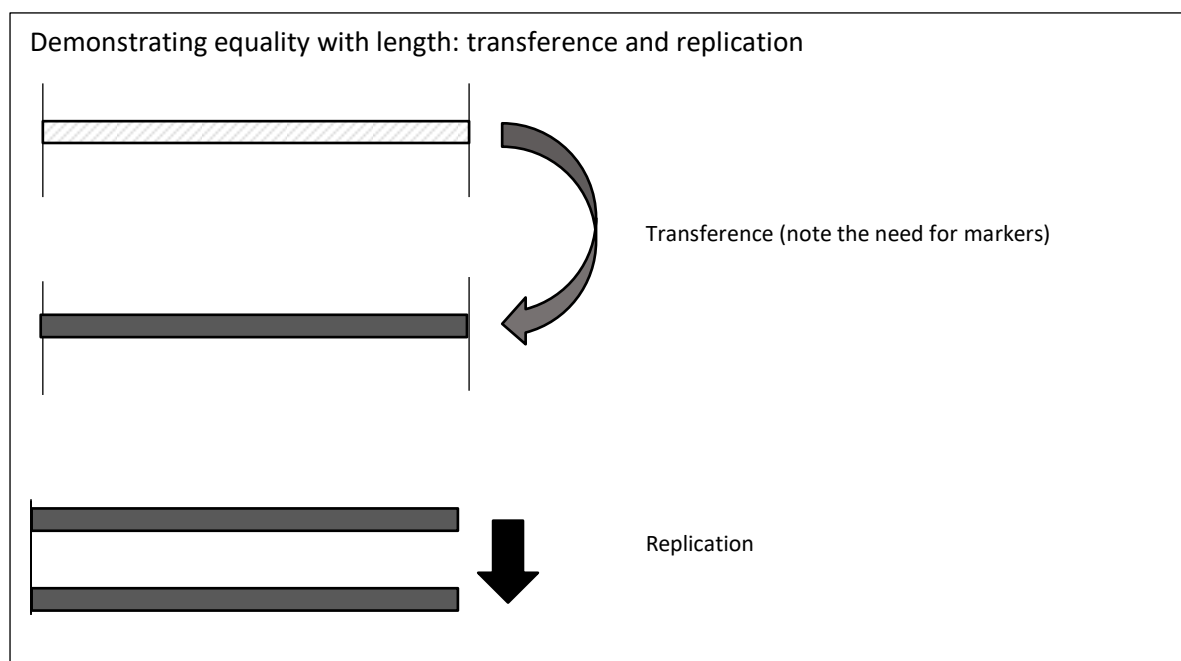 Demonstrating equality with length: transference and replication
Transference (note the need for markers)
Replication